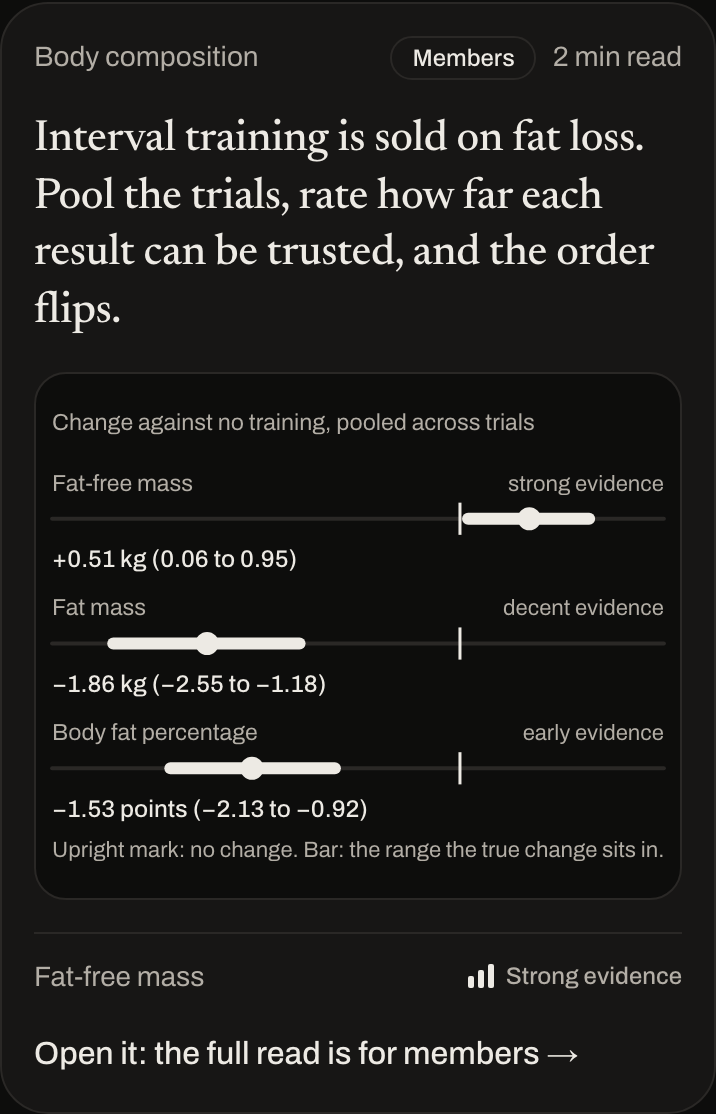 Body composition
Members
2 min read
Interval training is sold on fat loss.
Pool the trials, rate how far each
result can be trusted, and the order
flips.
Change against no training, pooled across trials
Fat-free mass
strong evidence
+0.51 kg (0.06 to 0.95)
Fat mass
decent evidence
−1.86 kg (−2.55 to −1.18)
Body fat percentage
early evidence
−1.53 points (−2.13 to −0.92)
Upright mark: no change. Bar: the range the true change sits in.
Fat-free mass
Strong evidence
Open it: the full read is for members →